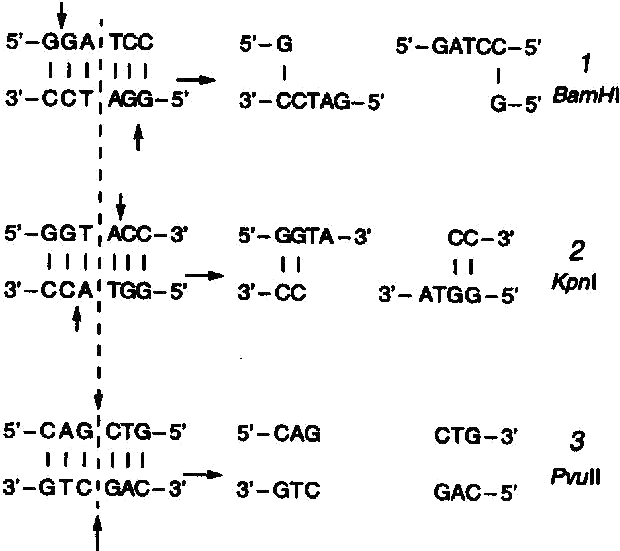 5'-GGA TCC 5'-G 5'-GATCC-5' 1
3'-CCT AGG-5' 3'-CCTAG-5' G-5' BamHI
5'-GGT ACC-3' 5'-GGTA-3' CC-3' 2
3'-CCA TGG-5' 3'-CC 3'-ATGG-5' KpnI
5'-CAG CTG-5' 5'-CAG CTG-3' 3
3'-GTC GAC-3' 3'-GTC GAC-5' PvuII